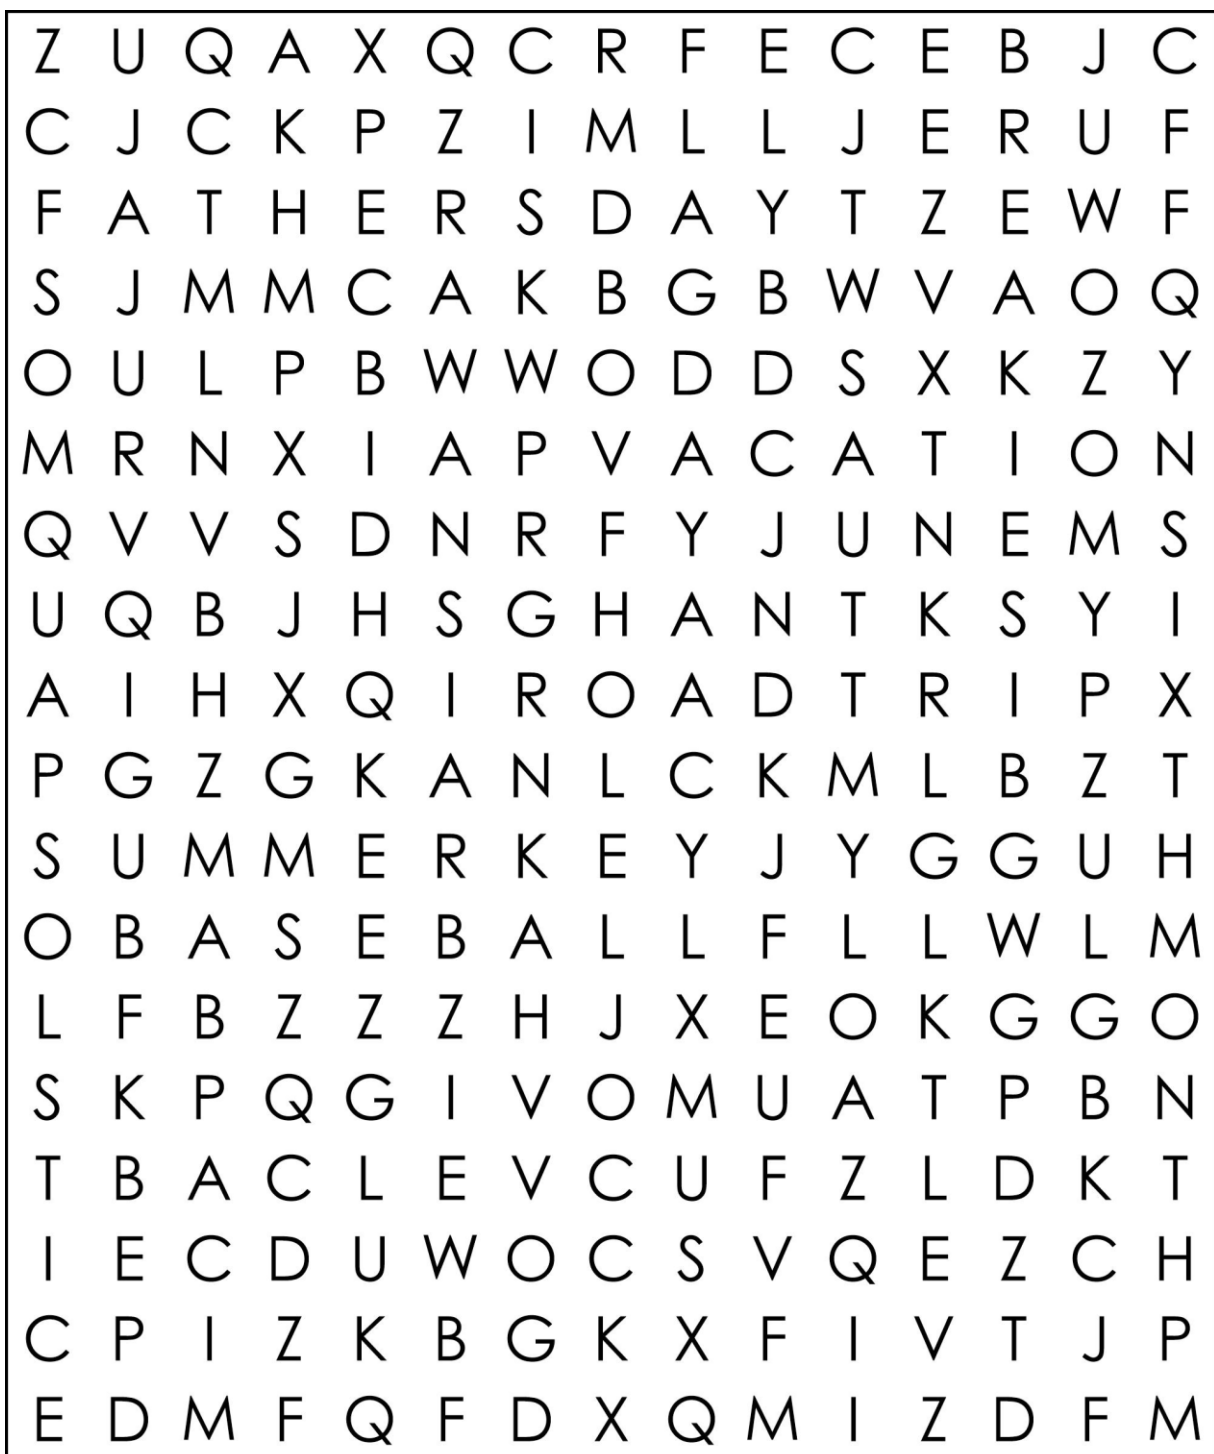 Z U Q A X Q C R F E C E B J C
C J C K P Z I M L L J E R U F
F A T H E R S D A Y T Z E W F
S J M M C A K B G B W V A O Q
O U L P B W W O D D S X K Z Y
M R N X I A P V A C A T I O N
Q V V S D N R F Y J U N E M S
U Q B J H S G H A N T K S Y I
A I H X Q I R O A D T R I P X
P G Z G K A N L C K M L B Z T
S U M M E R K E Y J Y G G U H
O B A S E B A L L F L L W L M
L F B Z Z Z H J X E O K G G O
S K P Q G I V O M U A T P B N
T B A C L E V C U F Z L D K T
I E C D U W O C S V Q E Z C H
C P I Z K B G K X F I V T J P
E D M F Q F D X Q M I Z D F M